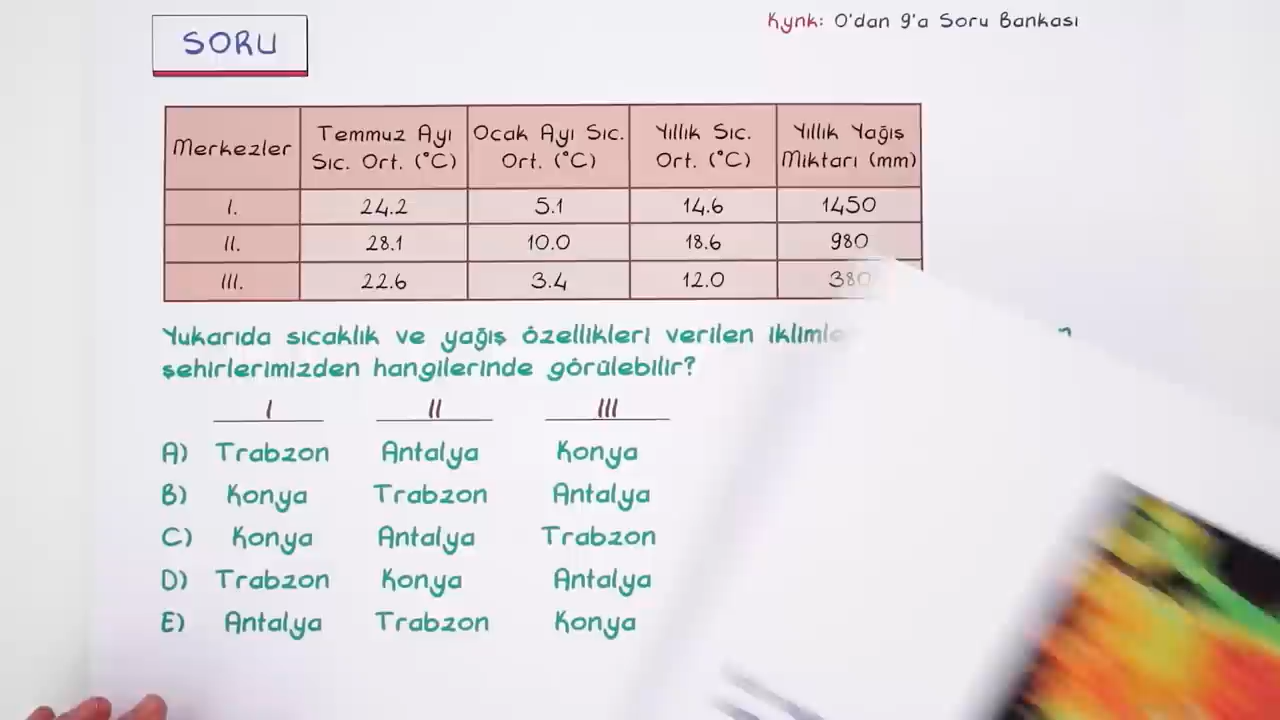 SORU
Kynk: 0'dan 9'a Soru Bankası
Merkezler | Temmuz Ayı Sıc. Ort. (°C) | Ocak Ayı Sıc. Ort. (°C) | Yıllık Sıc. Ort. (°C) | Yıllık Yağış Miktarı (mm)
I. | 24.2 | 5.1 | 14.6 | 1450
II. | 28.1 | 10.0 | 18.6 | 980
III. | 22.6 | 3.4 | 12.0 | 380
Yukarıda sıcaklık ve yağış özellikleri verilen
şehirlerimizden hangilerinde görülebilir?
I II III
A) Trabzon Antalya Konya
B) Konya Trabzon Antalya
C) Konya Antalya Trabzon
D) Trabzon Konya Antalya
E) Antalya Trabzon Konya